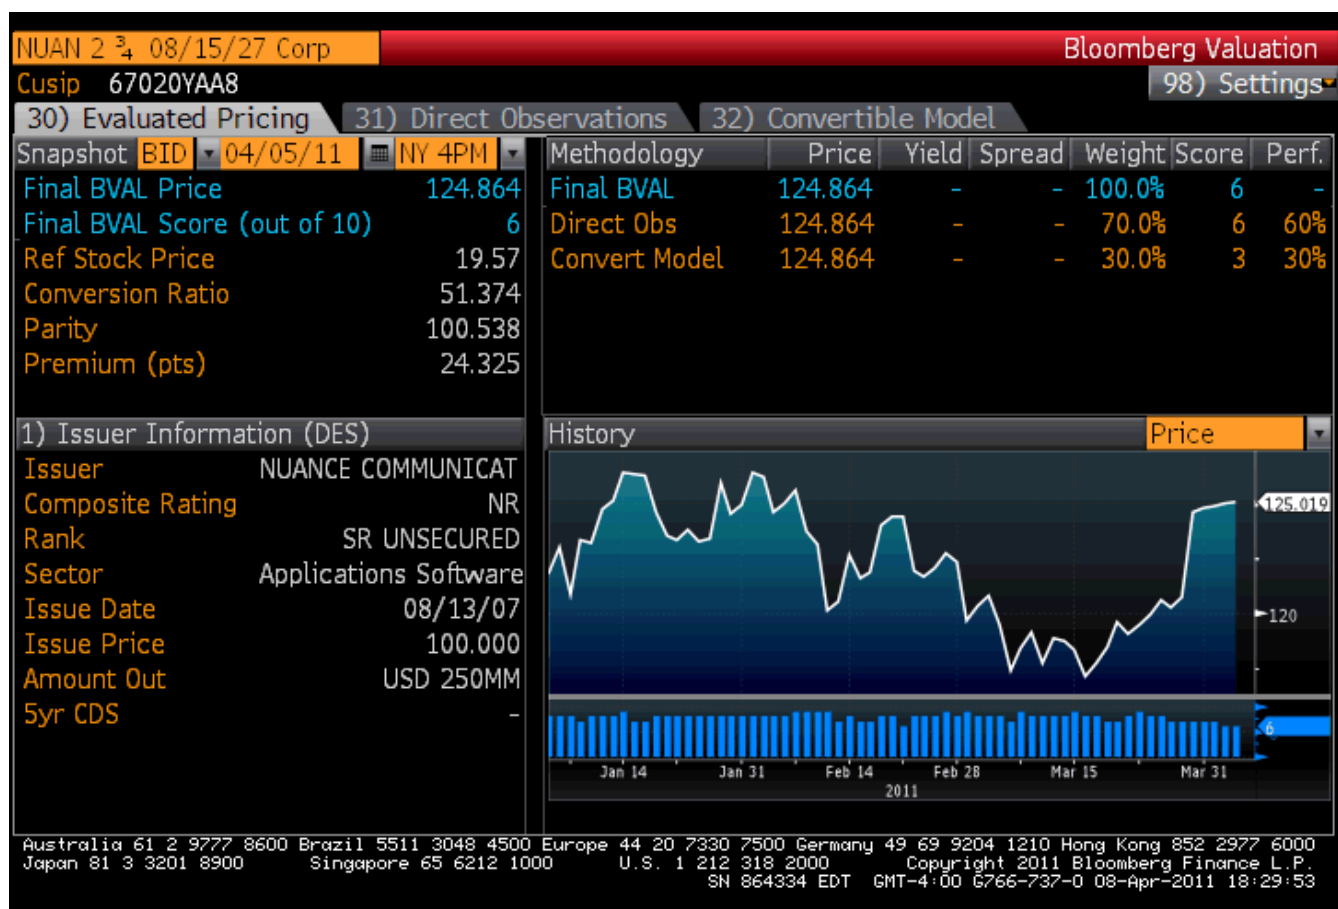 NUAN 2 ¾ 08/15/27 Corp Bloomberg Valuation
Cusip 67020YAA8 98) Settings
30) Evaluated Pricing 31) Direct Observations 32) Convertible Model
Snapshot BID 04/05/11 NY 4PM
Final BVAL Price 124.864
Final BVAL Score (out of 10) 6
Ref Stock Price 19.57
Conversion Ratio 51.374
Parity 100.538
Premium (pts) 24.325
Methodology Price Yield Spread Weight Score Perf.
Final BVAL 124.864 - - 100.0% 6 -
Direct Obs 124.864 - - 70.0% 6 60%
Convert Model 124.864 - - 30.0% 3 30%
1) Issuer Information (DES)
Issuer NUANCE COMMUNICAT
Composite Rating NR
Rank SR UNSECURED
Sector Applications Software
Issue Date 08/13/07
Issue Price 100.000
Amount Out USD 250MM
5yr CDS -
History Price
125.019
120
6
Jan 14 Jan 31 Feb 14 Feb 28 Mar 15 Mar 31
2011
Australia 61 2 9777 8600 Brazil 5511 3048 4500 Europe 44 20 7330 7500 Germany 49 69 9204 1210 Hong Kong 852 2977 6000
Japan 81 3 3201 8900 Singapore 65 6212 1000 U.S. 1 212 318 2000 Copyright 2011 Bloomberg Finance L.P.
SN 864334 EDT GMT-4:00 G766-737-0 08-Apr-2011 18:29:53